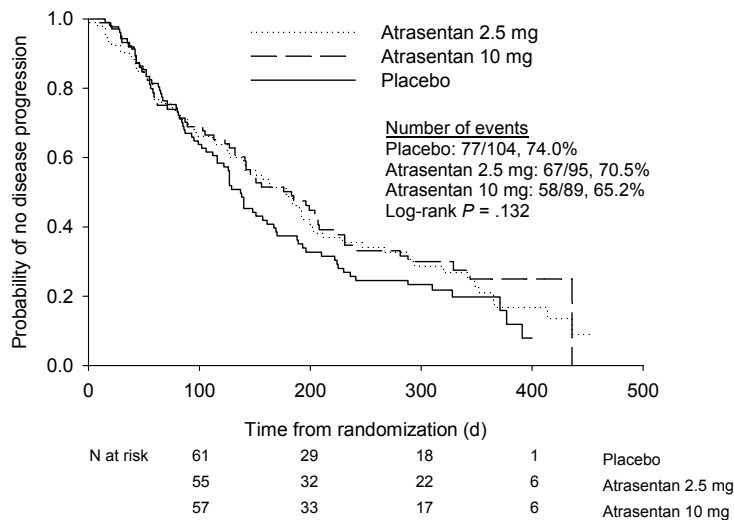 1.0
0.8
0.6
0.4
0.2
0.0
Probability of no disease progression
Atrasentan 2.5 mg
Atrasentan 10 mg
Placebo
Number of events
Placebo: 77/104, 74.0%
Atrasentan 2.5 mg: 67/95, 70.5%
Atrasentan 10 mg: 58/89, 65.2%
Log-rank P = .132
0 100 200 300 400 500
Time from randomization (d)
N at risk 61 29 18 1 Placebo
55 32 22 6 Atrasentan 2.5 mg
57 33 17 6 Atrasentan 10 mg